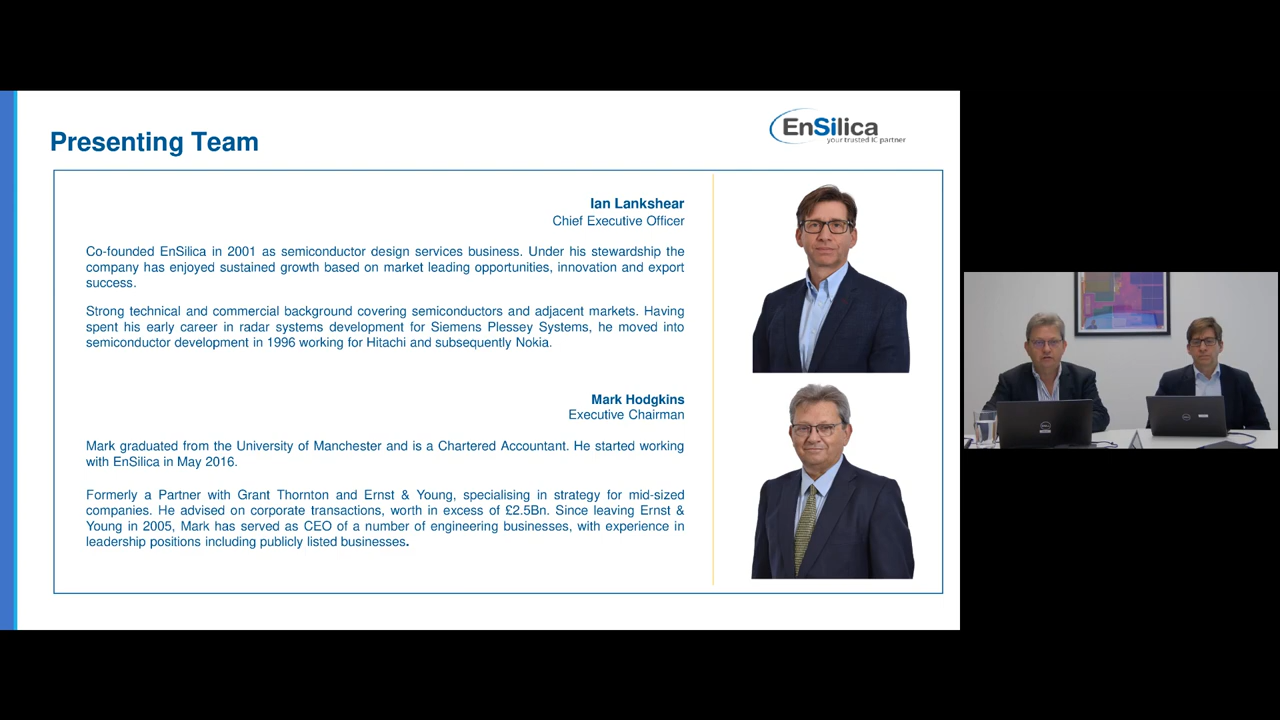 Presenting Team
EnSilica
your trusted IC partner
Ian Lankshear
Chief Executive Officer
Co-founded EnSilica in 2001 as semiconductor design services business. Under his stewardship the
company has enjoyed sustained growth based on market leading opportunities, innovation and export
success.
Strong technical and commercial background covering semiconductors and adjacent markets. Having
spent his early career in radar systems development for Siemens Plessey Systems, he moved into
semiconductor development in 1996 working for Hitachi and subsequently Nokia.
Mark Hodgkins
Executive Chairman
Mark graduated from the University of Manchester and is a Chartered Accountant. He started working
with EnSilica in May 2016.
Formerly a Partner with Grant Thornton and Ernst & Young, specialising in strategy for mid-sized
companies. He advised on corporate transactions, worth in excess of £2.5Bn. Since leaving Ernst &
Young in 2005, Mark has served as CEO of a number of engineering businesses, with experience in
leadership positions including publicly listed businesses.